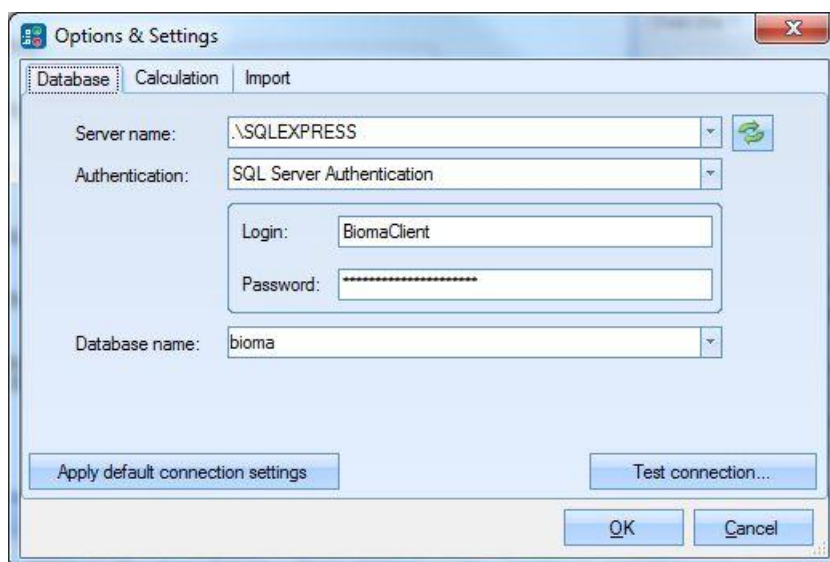 Options & Settings
Database Calculation Import
Server name: .\SQLEXPRESS
Authentication: SQL Server Authentication
Login: BiomaClient
Password: *********************
Database name: bioma
Apply default connection settings Test connection...
OK Cancel